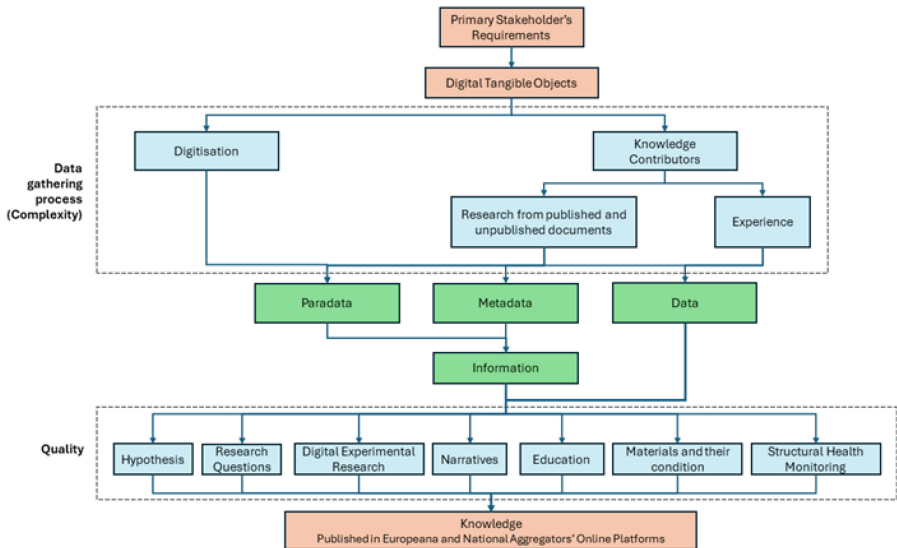 Primary Stakeholder's
Requirements
Digital Tangible Objects
Data
gathering
process
(Complexity)
Digitisation
Knowledge
Contributors
Research from published and
unpublished documents
Experience
Paradata
Metadata
Data
Information
Quality
Hypothesis
Research
Questions
Digital Experimental
Research
Narratives
Education
Materials and their
condition
Structural Health
Monitoring
Knowledge
Published in Europeana and National Aggregators' Online Platforms